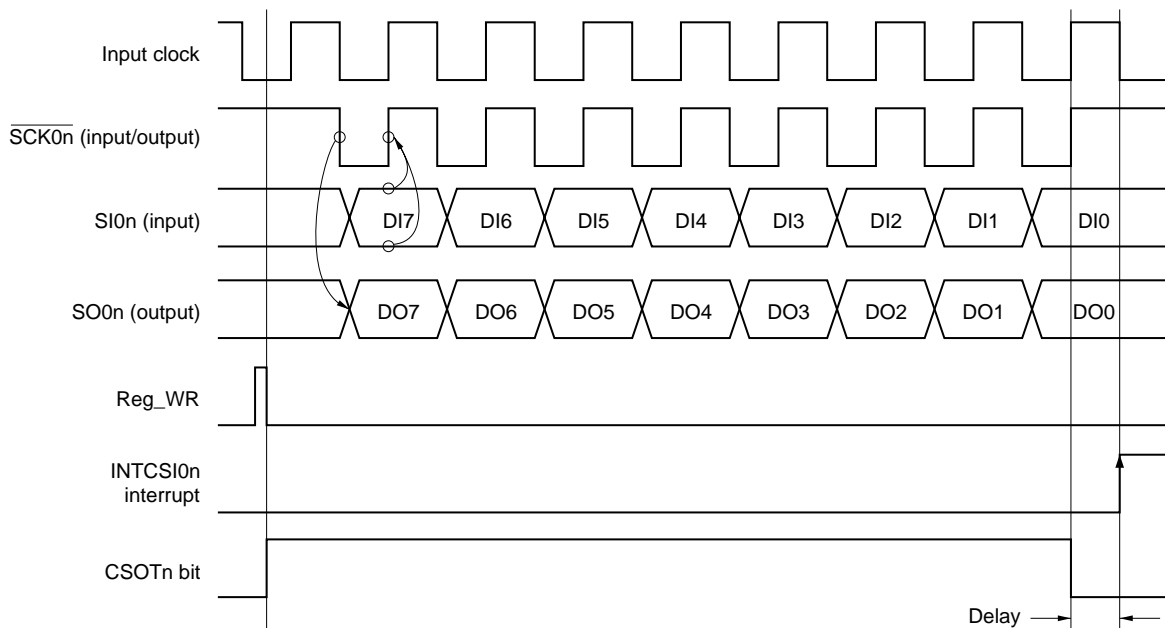 Input clock
SCK0n (input/output)
SI0n (input)
DI7 DI6 DI5 DI4 DI3 DI2 DI1 DI0
SO0n (output)
DO7 DO6 DO5 DO4 DO3 DO2 DO1 DO0
Reg_WR
INTCSI0n
interrupt
CSOTn bit
Delay